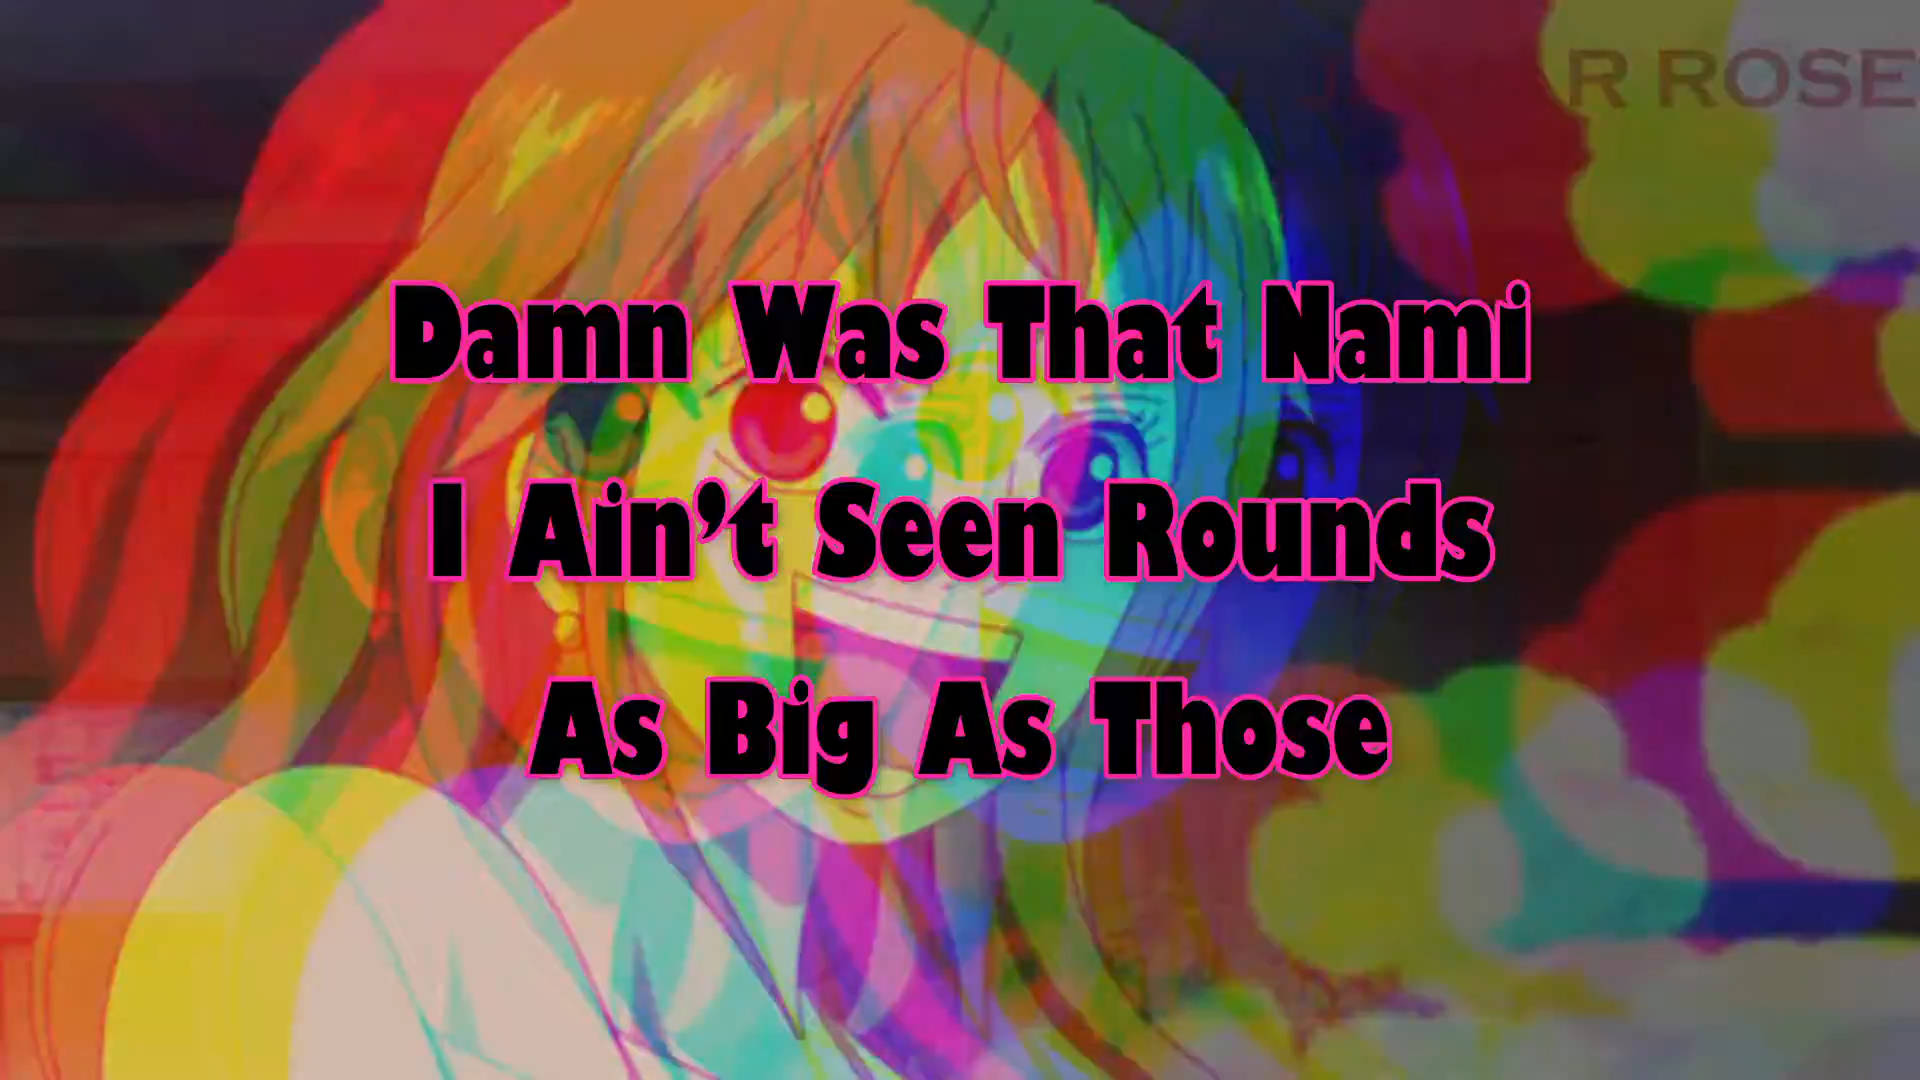 R ROSE
Damn Was That Nami
I Ain't Seen Rounds
As Big As Those